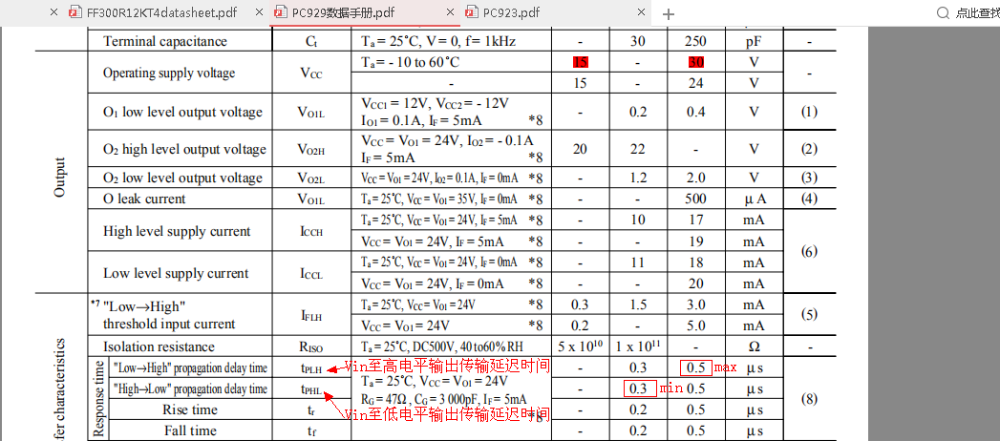 FF300R12KT4datasheet.pdf × PC929数据手册.pdf × PC923.pdf × + 点此查找
Terminal capacitance Ct Ta = 25˚C, V = 0, f = 1kHz - 30 250 pF -
Operating supply voltage VCC Ta = - 10 to 60˚C 15 - 30 V -
- 15 - 24 V
O1 low level output voltage VO1L VCC1 = 12V, VCC2 = - 12V - 0.2 0.4 V (1)
IO1 = 0.1A, IF = 5mA *8
O2 high level output voltage VO2H VCC = VO1 = 24V, IO2 = - 0.1A 20 22 - V (2)
IF = 5mA *8
O2 low level output voltage VO2L VCC = VO1 = 24V, IO2 = 0.1A, IF = 0mA *8 - 1.2 2.0 V (3)
O leak current VO1L Ta = 25˚C, VCC = VO1 = 35V, IF = 0mA *8 - - 500 μA (4)
High level supply current ICCH Ta = 25˚C, VCC = VO1 = 24V, IF = 5mA *8 - 10 17 mA
VCC = VO1 = 24V, IF = 5mA *8 - - 19 mA
(6)
Low level supply current ICCL Ta = 25˚C, VCC = VO1 = 24V, IF = 0mA *8 - 11 18 mA
VCC = VO1 = 24V, IF = 0mA *8 - - 20 mA
Output
*7 "Low→High" IFLH Ta = 25˚C, VCC = VO1 = 24V *8 0.3 1.5 3.0 mA (5)
threshold input current VCC = VO1 = 24V *8 0.2 - 5.0 mA
Isolation resistance RISO Ta = 25˚C, DC500V, 40 to60% RH 5 x 10^10 1 x 10^11 - Ω -
"Low→High" propagation delay time tPLH Vin至高电平输出传输延迟时间 - 0.3 0.5 max μs
Ta = 25˚C, VCC = VO1 = 24V
"High→Low" propagation delay time tPHL - 0.3 min 0.5 μs (8)
RG = 47Ω, CG = 3 000pF, IF = 5mA
Rise time tr Vin至低电平输出传输延迟时间 *8 - 0.2 0.5 μs
Fall time tf - 0.2 0.5 μs
Response time
fer characteristics